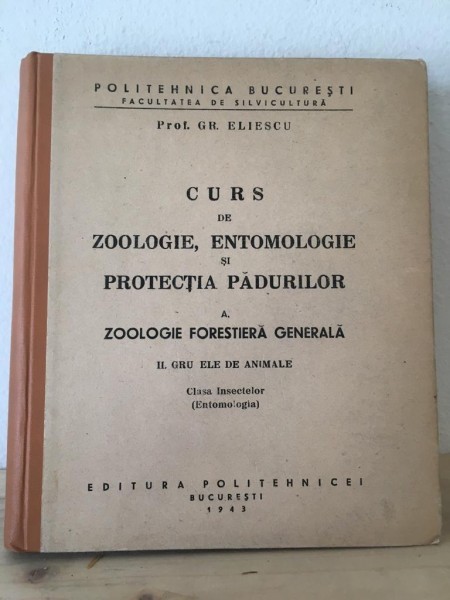 POLITEHNICA BUCUREȘTI
FACULTATEA DE SILVICULTURĂ
Prof. GR. ELIESCU
CURS
DE
ZOOLOGIE, ENTOMOLOGIE
ȘI
PROTECȚIA PĂDURILOR
A.
ZOOLOGIE FORESTIERĂ GENERALĂ
II. GRU ELE DE ANIMALE
Clasa Insectelor
(Entomologia)
EDITURA POLITEHNICEI
BUCUREȘTI
1943